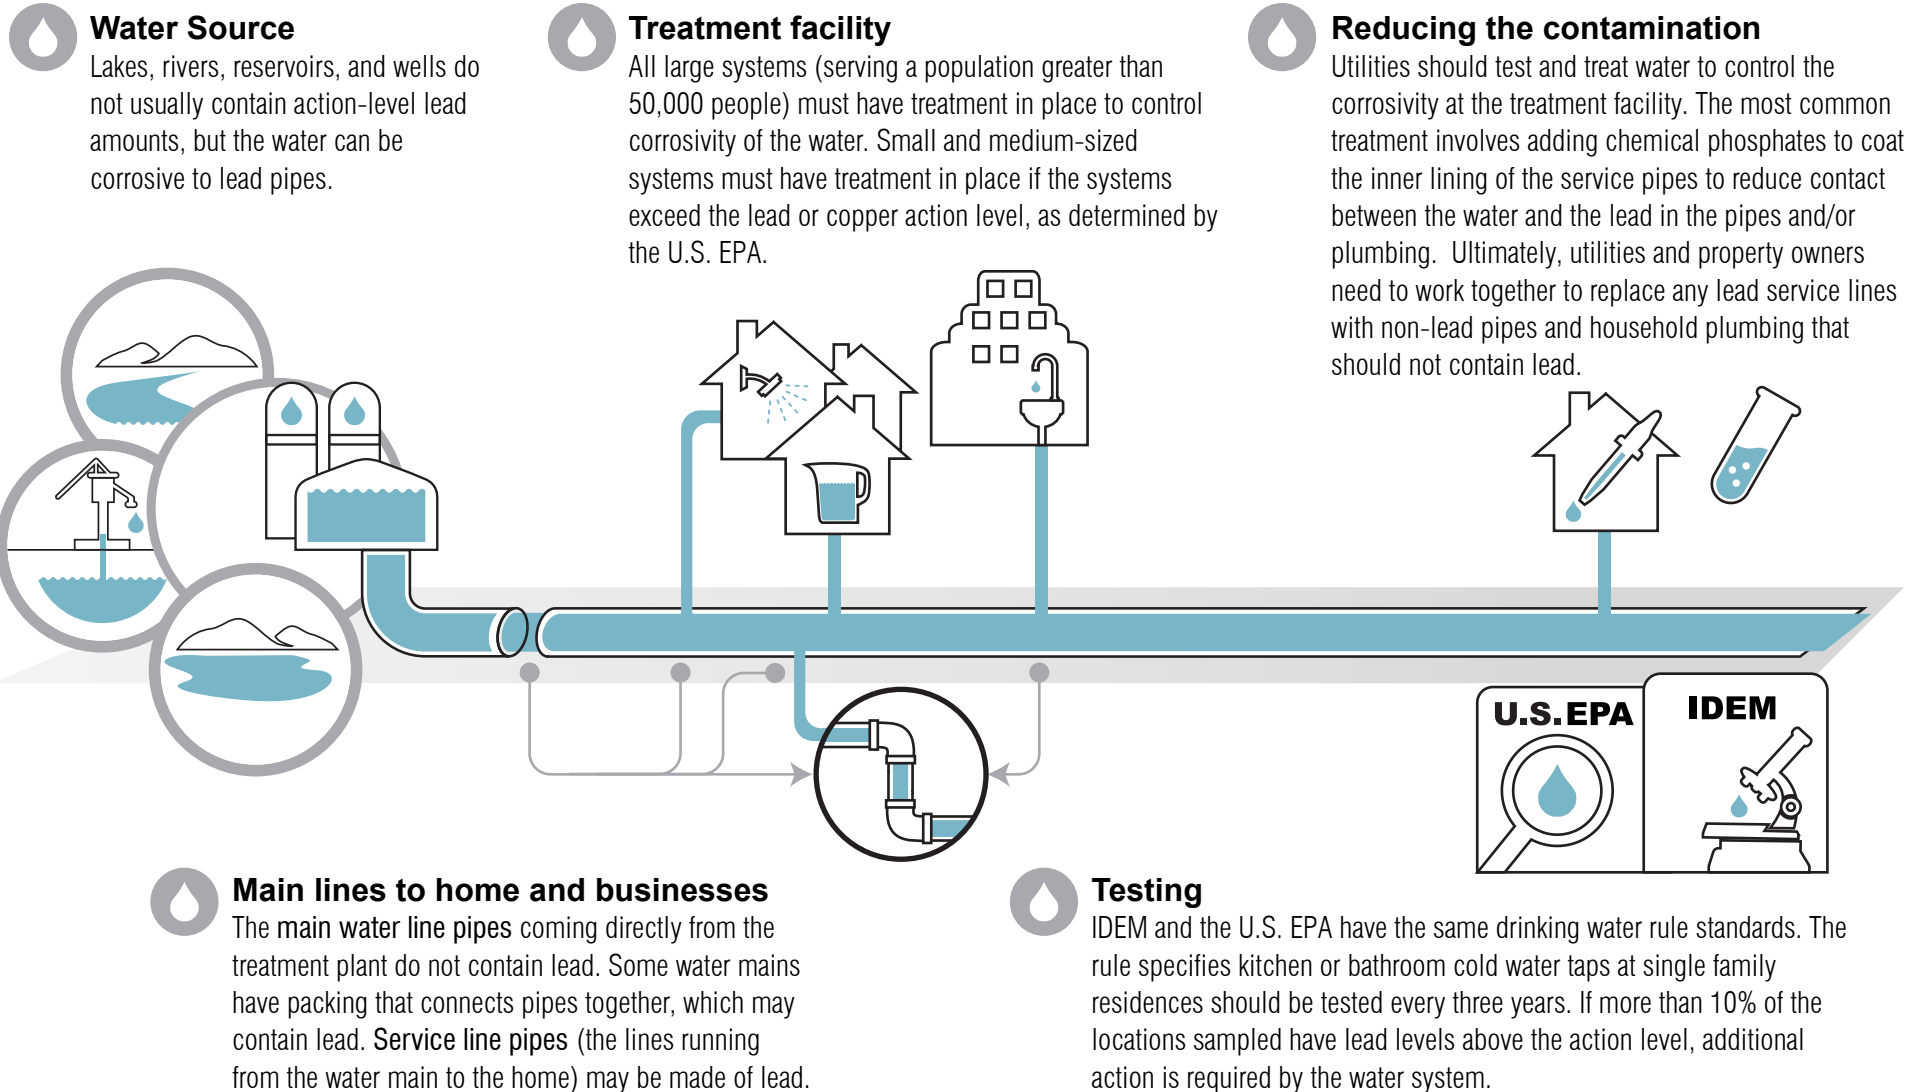 Water Source
Lakes, rivers, reservoirs, and wells do
not usually contain action-level lead
amounts, but the water can be
corrosive to lead pipes.
Treatment facility
All large systems (serving a population greater than
50,000 people) must have treatment in place to control
corrosivity of the water. Small and medium-sized
systems must have treatment in place if the systems
exceed the lead or copper action level, as determined by
the U.S. EPA.
Reducing the contamination
Utilities should test and treat water to control the
corrosivity at the treatment facility. The most common
treatment involves adding chemical phosphates to coat
the inner lining of the service pipes to reduce contact
between the water and the lead in the pipes and/or
plumbing.  Ultimately, utilities and property owners
need to work together to replace any lead service lines
with non-lead pipes and household plumbing that
should not contain lead.
U.S.EPA
IDEM
Main lines to home and businesses
The main water line pipes coming directly from the
treatment plant do not contain lead. Some water mains
have packing that connects pipes together, which may
contain lead. Service line pipes (the lines running
from the water main to the home) may be made of lead.
Testing
IDEM and the U.S. EPA have the same drinking water rule standards. The
rule specifies kitchen or bathroom cold water taps at single family
residences should be tested every three years. If more than 10% of the
locations sampled have lead levels above the action level, additional
action is required by the water system.